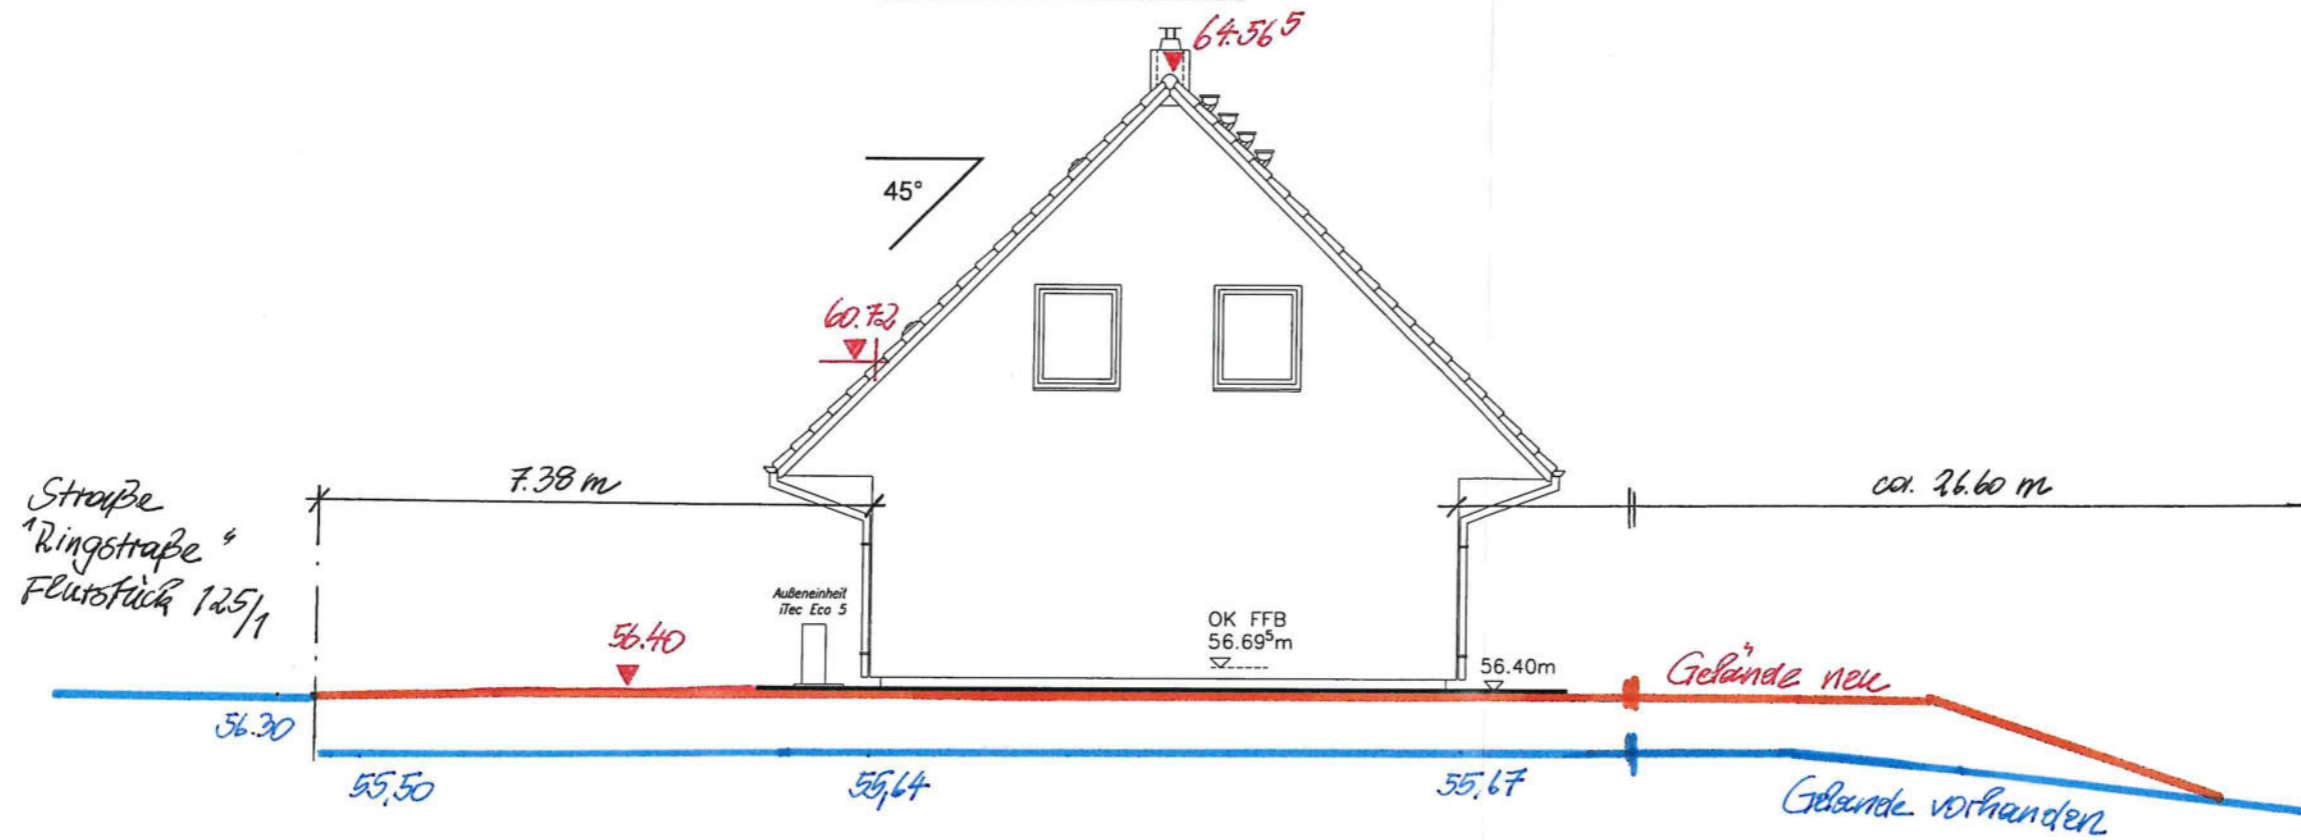 64.56⁵
45°
60.72
7.38 m
ca. 26.60 m
Straße
"Ringstraße"
Flurstück 125/1
Außeneinheit
iTec Eco 5
OK FFB
56.69⁵m
56.40
56.40m
Gelände neu
56.30
55,50
55,64
55,67
Gelände vorhanden